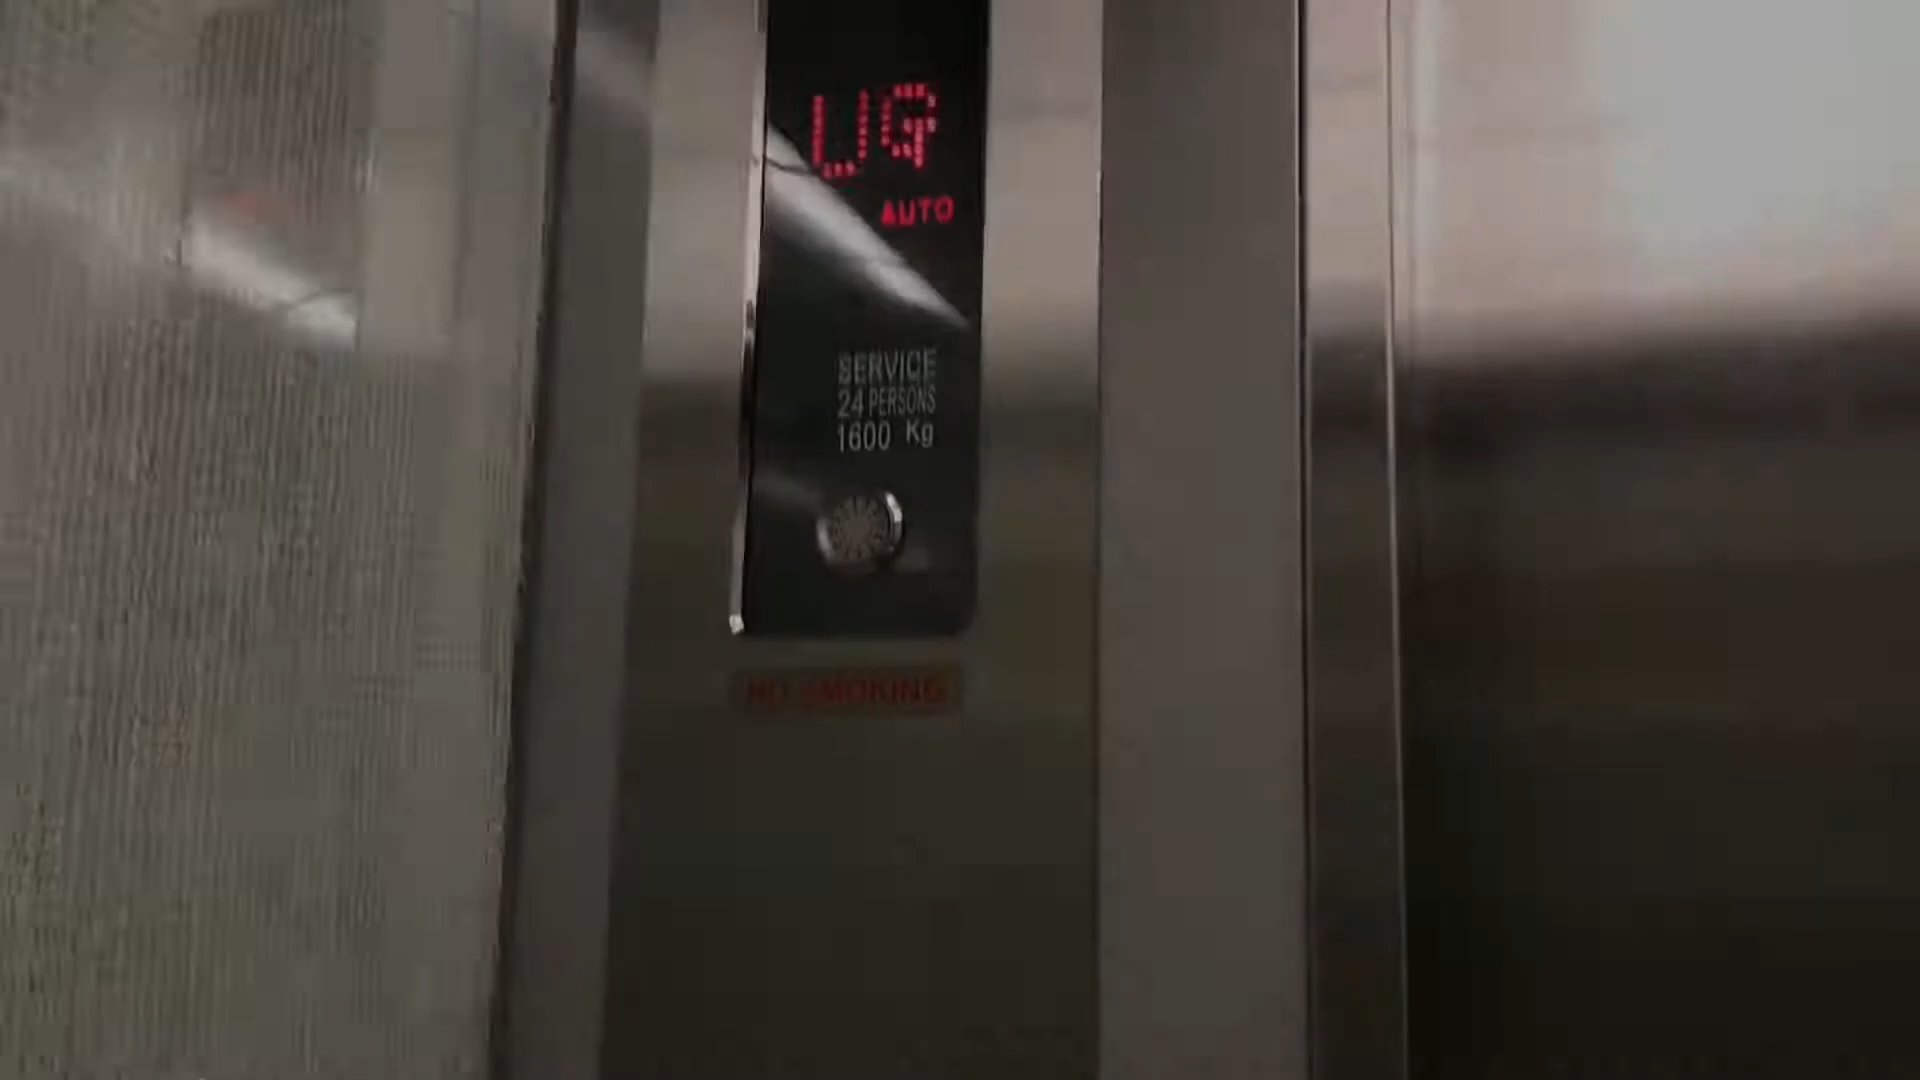 UG
AUTO
SERVICE
24 PERSONS
1600 Kg
NO SMOKING